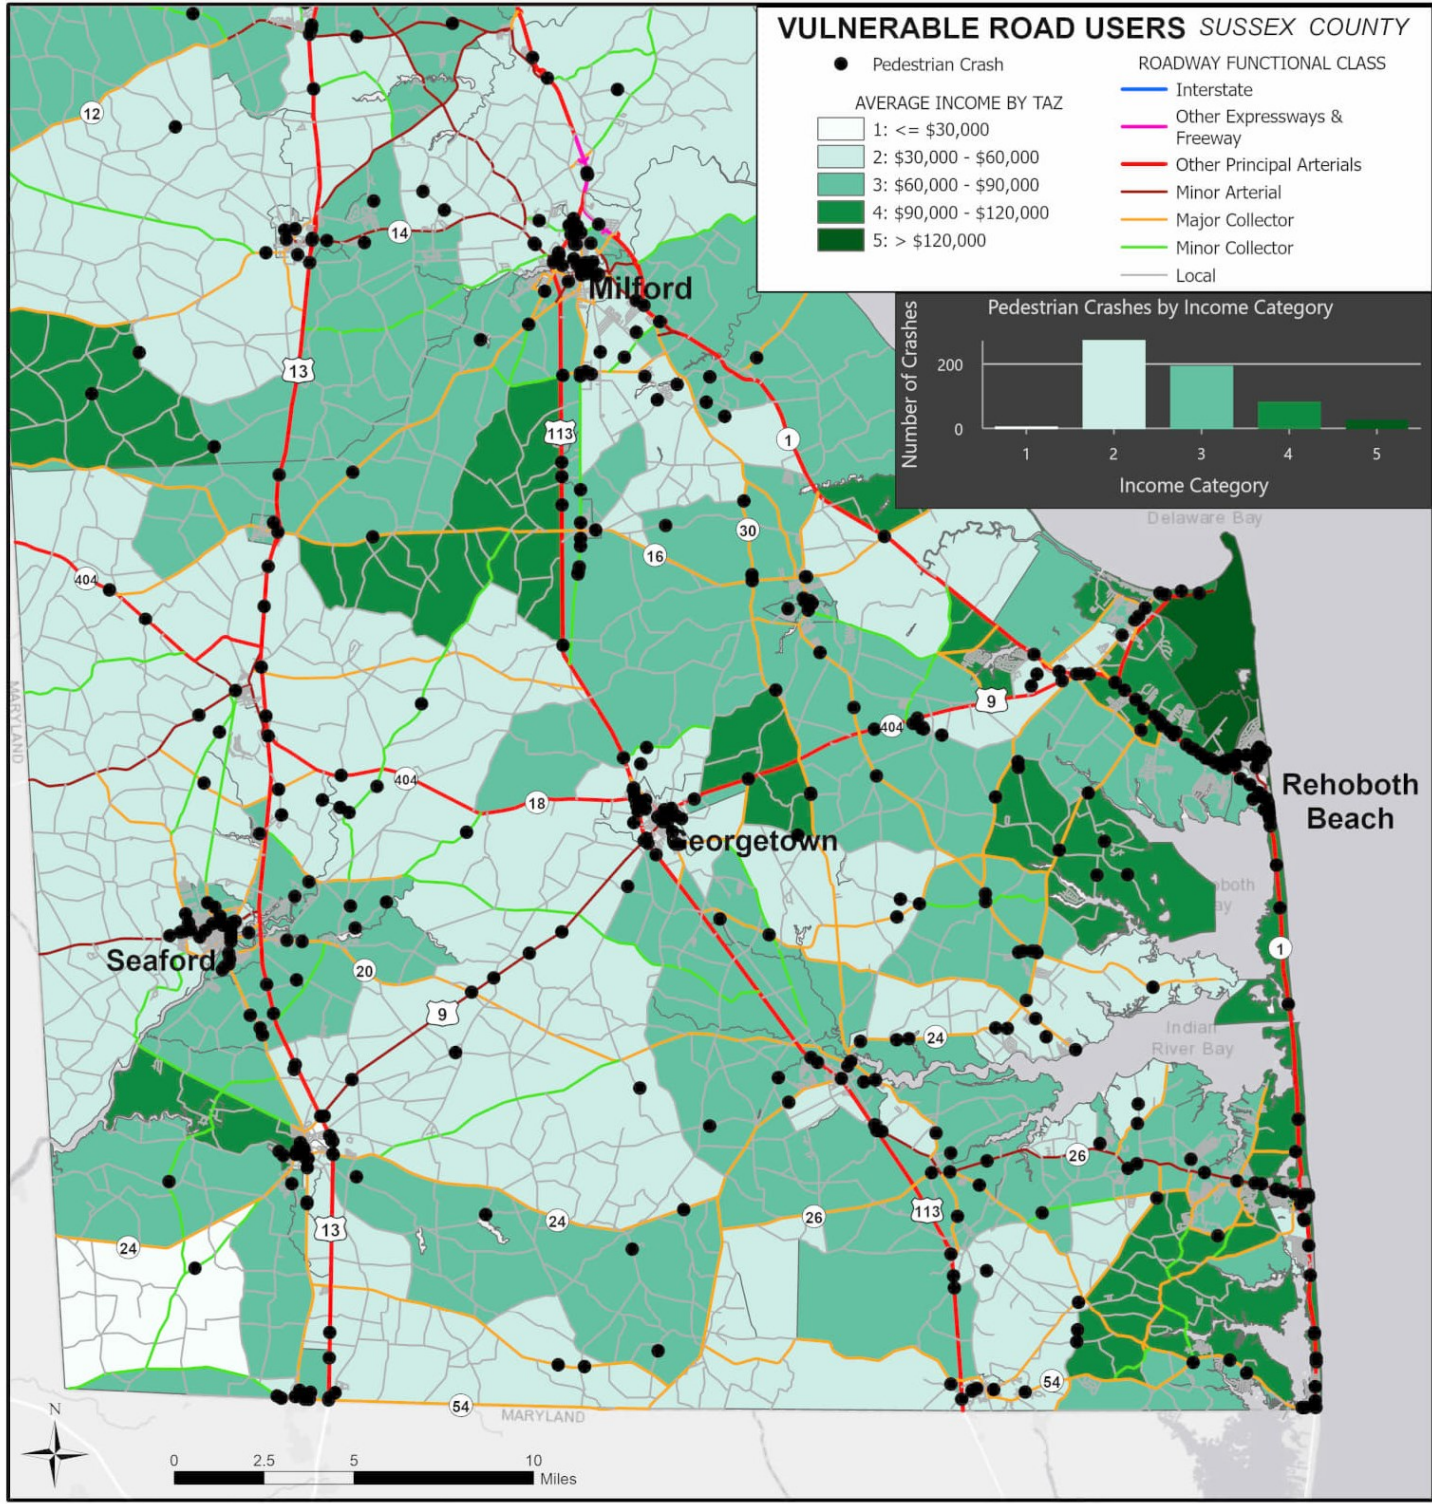 VULNERABLE ROAD USERS SUSSEX COUNTY
Pedestrian Crash
AVERAGE INCOME BY TAZ
1: <= $30,000
2: $30,000 - $60,000
3: $60,000 - $90,000
4: $90,000 - $120,000
5: > $120,000
ROADWAY FUNCTIONAL CLASS
Interstate
Other Expressways &
Freeway
Other Principal Arterials
Minor Arterial
Major Collector
Minor Collector
Local
Pedestrian Crashes by Income Category
Number of Crashes
200
0
1 2 3 4 5
Income Category
12
14
Milford
13
113
1
Delaware Bay
30
16
404
MARYLAND
9
404
404
18
Rehoboth
Beach
Georgetown
Seaford
20
1
9
24
Indian
River Bay
26
24
26
113
13
24
54
54
MARYLAND
N
0 2.5 5 10
Miles